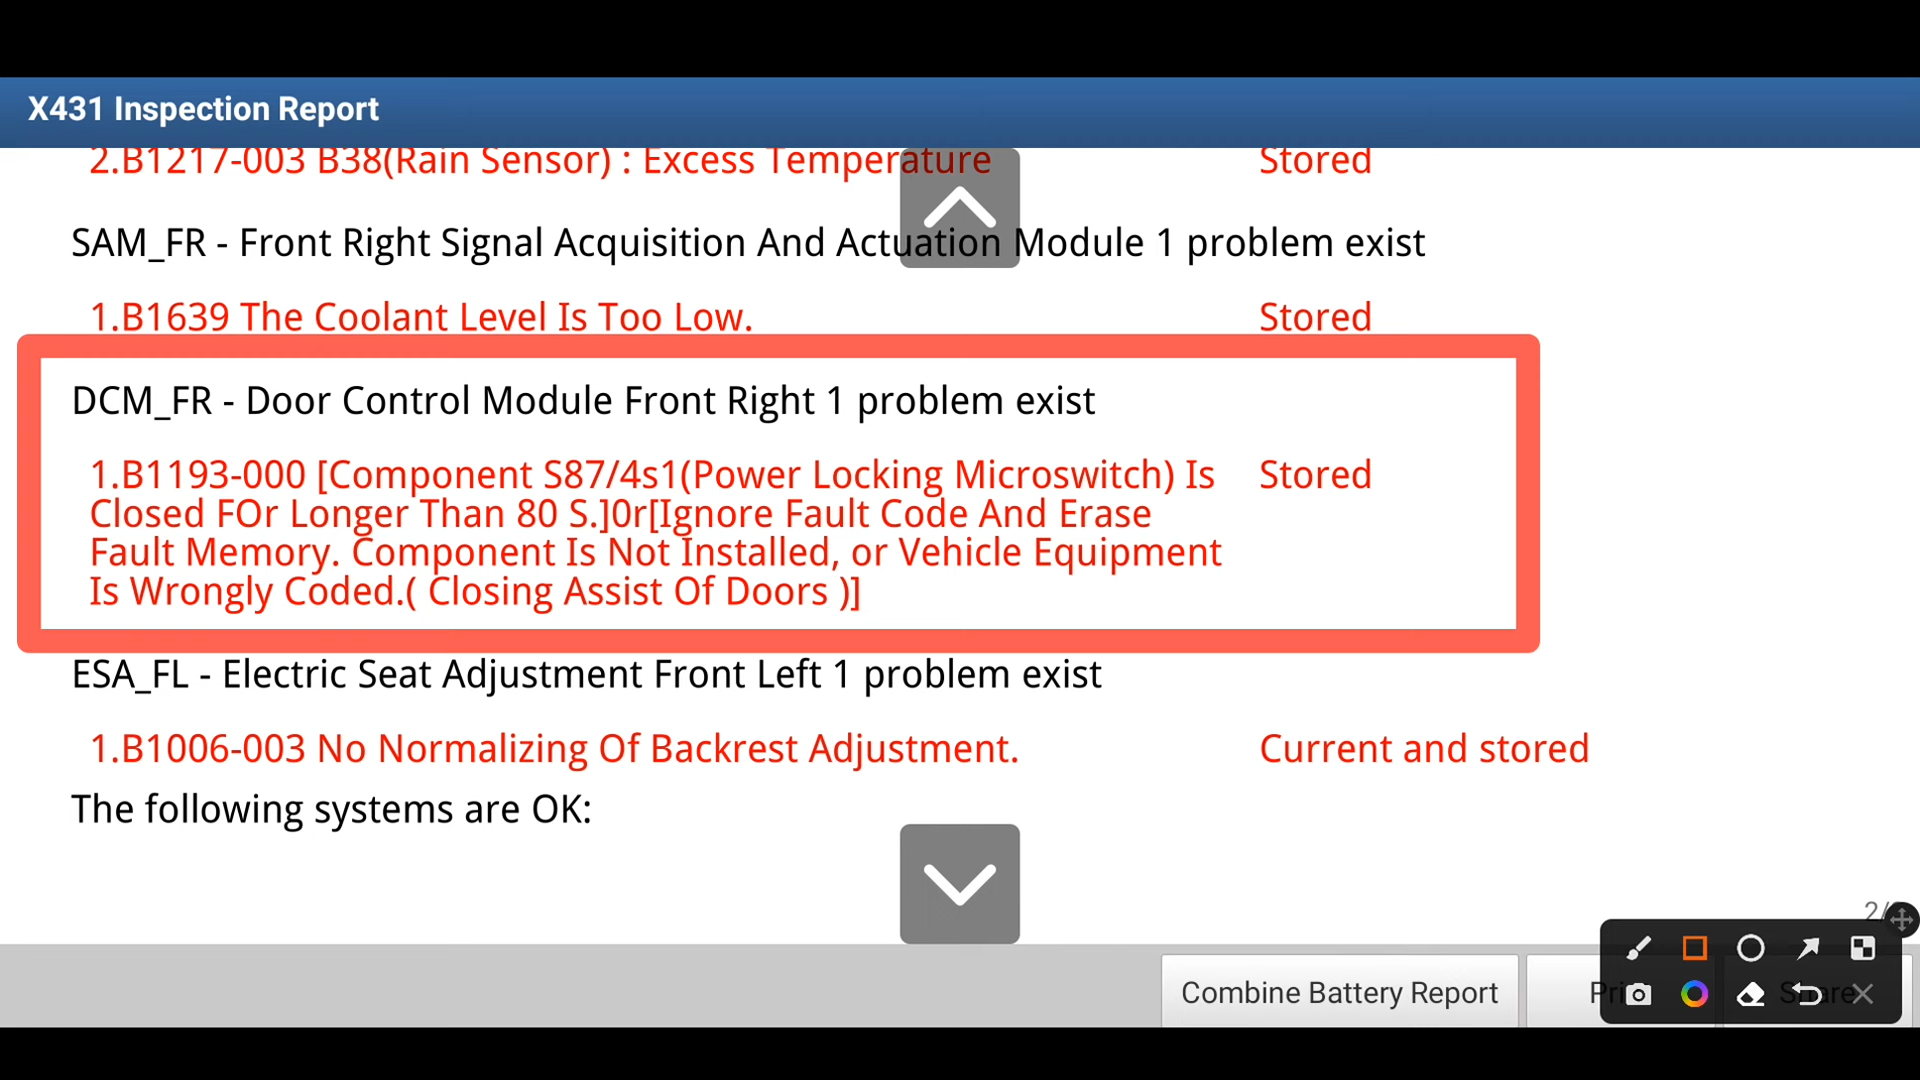 X431 Inspection Report
2.B1217-003 B38(Rain Sensor) : Excess Temperature Stored
SAM_FR - Front Right Signal Acquisition And Actuation Module 1 problem exist
1.B1639 The Coolant Level Is Too Low. Stored
DCM_FR - Door Control Module Front Right 1 problem exist
1.B1193-000 [Component S87/4s1(Power Locking Microswitch) Is Stored
Closed FOr Longer Than 80 S.]0r[Ignore Fault Code And Erase
Fault Memory. Component Is Not Installed, or Vehicle Equipment
Is Wrongly Coded.( Closing Assist Of Doors )]
ESA_FL - Electric Seat Adjustment Front Left 1 problem exist
1.B1006-003 No Normalizing Of Backrest Adjustment. Current and stored
The following systems are OK:
2/
Combine Battery Report Share